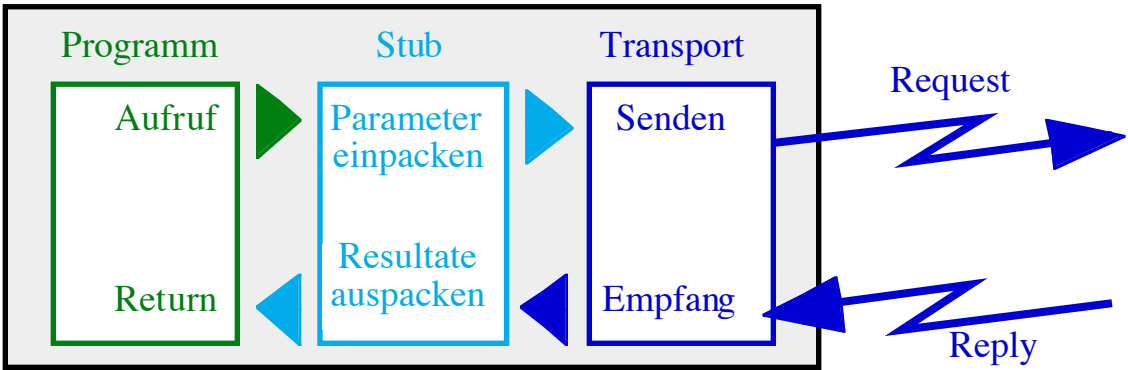 Programm
Stub
Transport
Request
Aufruf
Parameter
einpacken
Senden
Resultate
auspacken
Return
Empfang
Reply